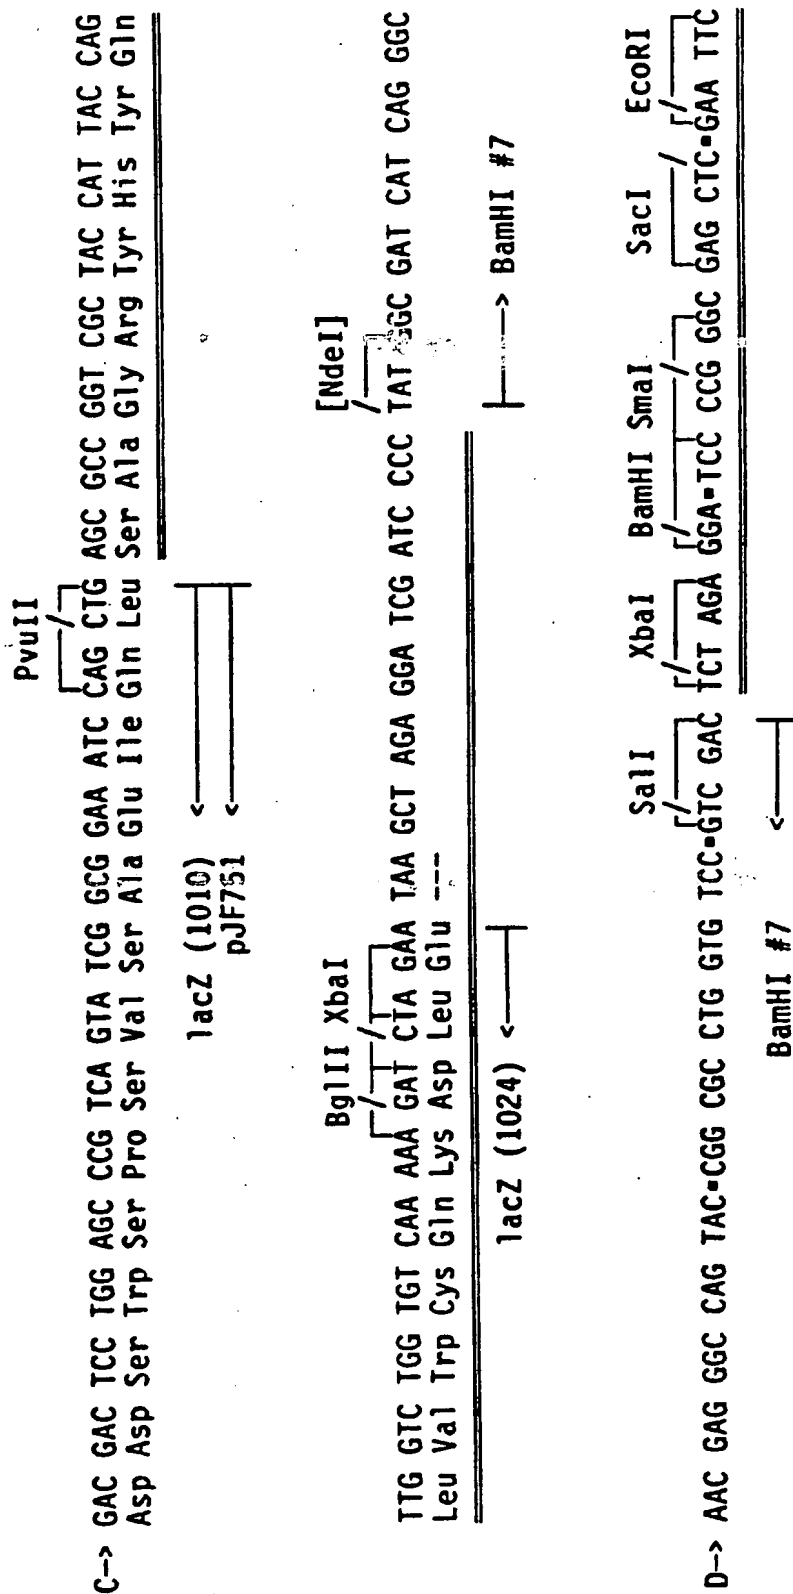 PvuII
C—> GAC GAC TCC TGG AGC CCG TCA GTA TCG GCG GAA ATC CAG CTG AGC GCC GGT CGC TAC CAT TAC CAG
Asp Asp Ser Trp Ser Pro Ser Val Ser Ala Glu Ile Gln Leu Ser Ala Gly Arg Tyr His Tyr Gln
lacZ (1010) <
pJF751 <
BglII XbaI [NdeI]
TTG GTC TGG TGT CAA AAA GAT CTA GAA TAA GCT AGA GGA TCG ATC CCC TAT GGC GAT CAT CAG GGC
Leu Val Trp Cys Gln Lys Asp Leu Glu ---
lacZ (1024) < > BamHI #7
SalI XbaI BamHI SmaI SacI EcoRI
D—> AAC GAG GGC CAG TAC▪CGG CGC CTG GTG TCC▪GTC GAC TCT AGA GGA▪TCC CCG GGC GAG CTC▪GAA TTC
BamHI #7 <